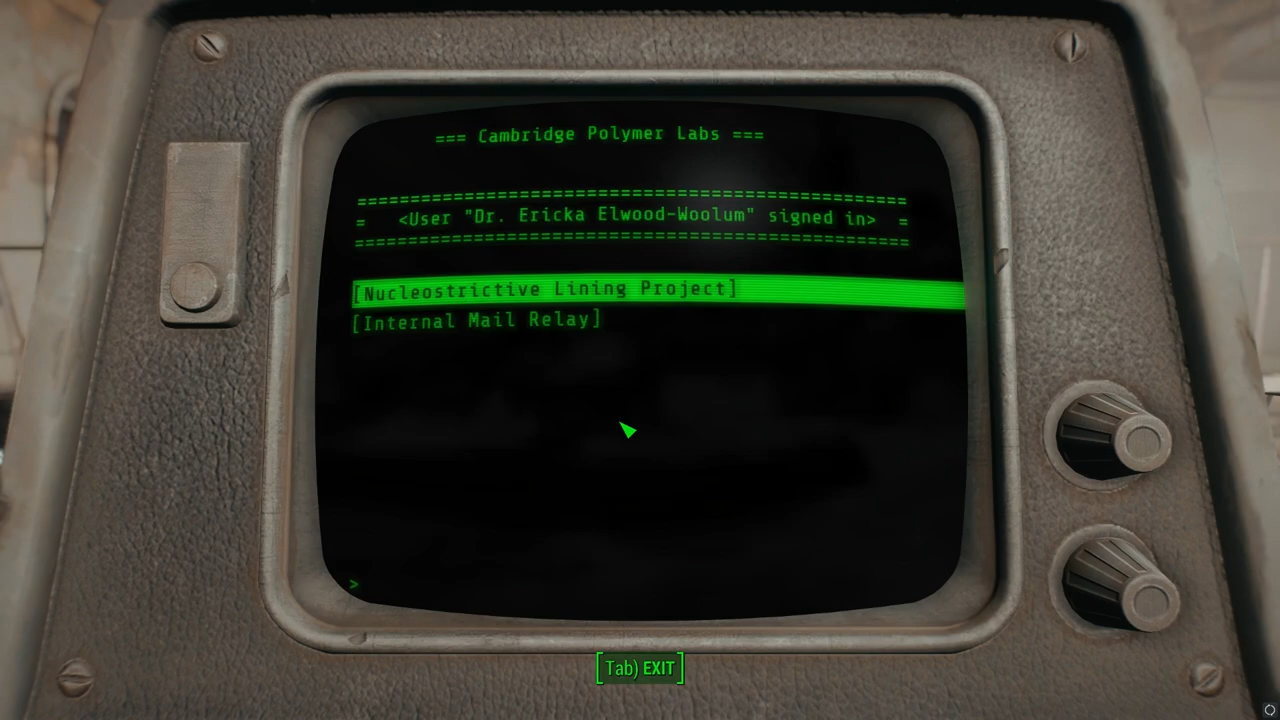 === Cambridge Polymer Labs ===
====================================================
= <User "Dr. Ericka Elwood-Woolum" signed in> =
====================================================
[Nucleostrictive Lining Project]
[Internal Mail Relay]
>
[Tab) EXIT]